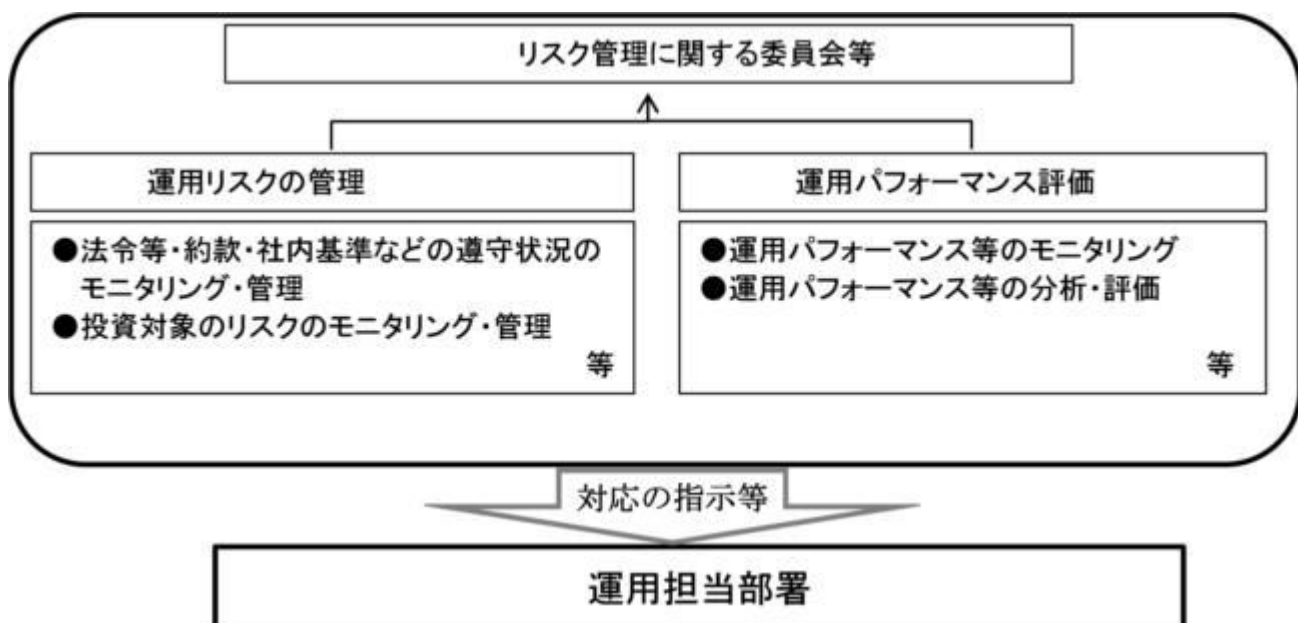 リスク管理に関する委員会等
運用リスクの管理
●法令等・約款・社内基準などの遵守状況の
モニタリング・管理
●投資対象のリスクのモニタリング・管理
等
運用パフォーマンス評価
●運用パフォーマンス等のモニタリング
●運用パフォーマンス等の分析・評価
等
対応の指示等
運用担当部署